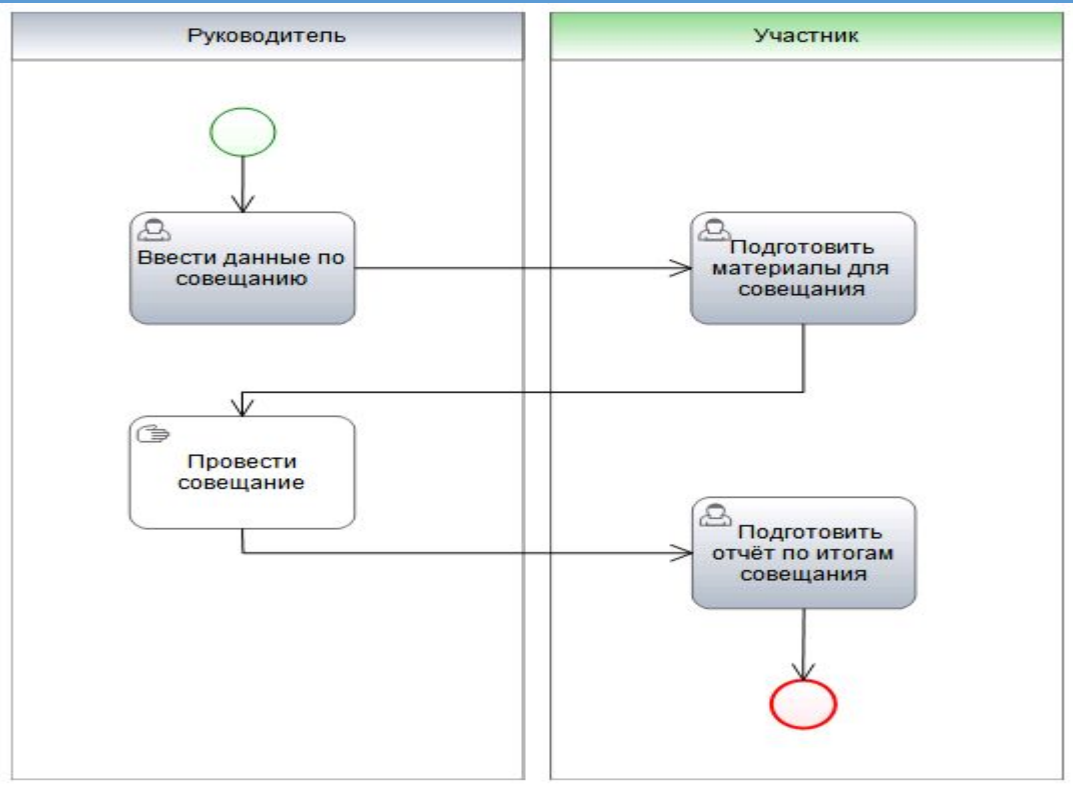 Руководитель
Участник
Ввести данные по
совещанию
Подготовить
материалы для
совещания
Провести
совещание
Подготовить
отчёт по итогам
совещания